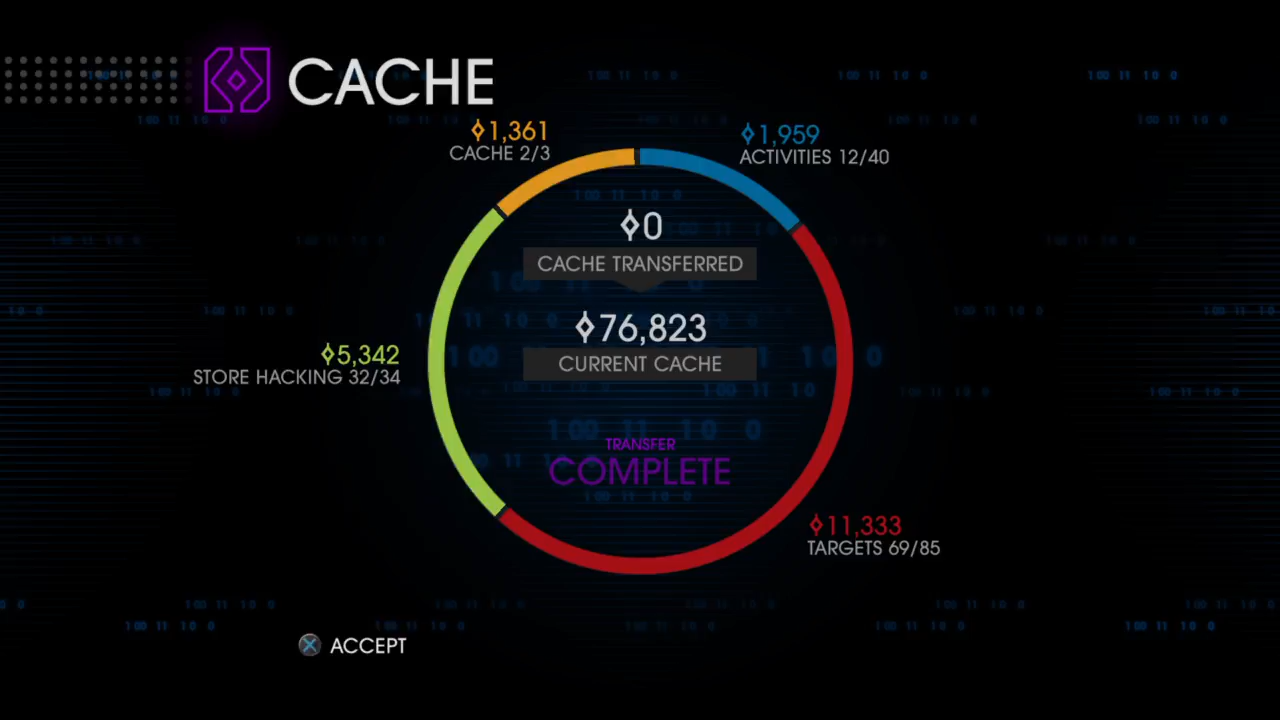 CACHE
1,361
CACHE 2/3
1,959
ACTIVITIES 12/40
0
CACHE TRANSFERRED
76,823
CURRENT CACHE
5,342
STORE HACKING 32/34
TRANSFER
COMPLETE
11,333
TARGETS 69/85
ACCEPT